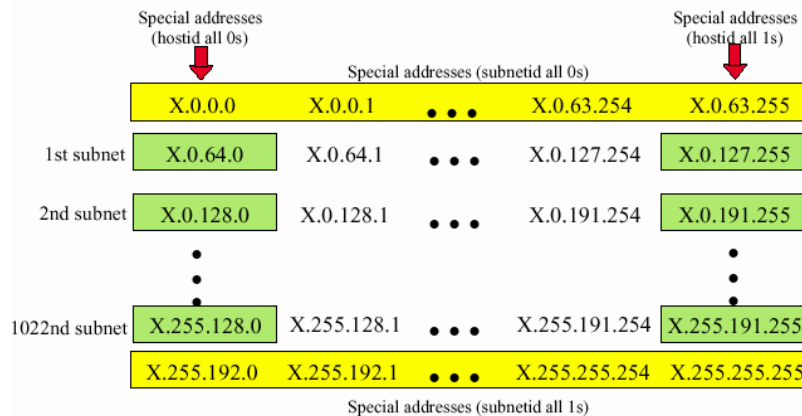 Special addresses Special addresses
(hostid all 0s) (hostid all 1s)
Special addresses (subnetid all 0s)
X.0.0.0 X.0.0.1 ••• X.0.63.254 X.0.63.255
1st subnet X.0.64.0 X.0.64.1 ••• X.0.127.254 X.0.127.255
2nd subnet X.0.128.0 X.0.128.1 ••• X.0.191.254 X.0.191.255
1022nd subnet X.255.128.0 X.255.128.1 ••• X.255.191.254 X.255.191.255
X.255.192.0 X.255.192.1 ••• X.255.255.254 X.255.255.255
Special addresses (subnetid all 1s)